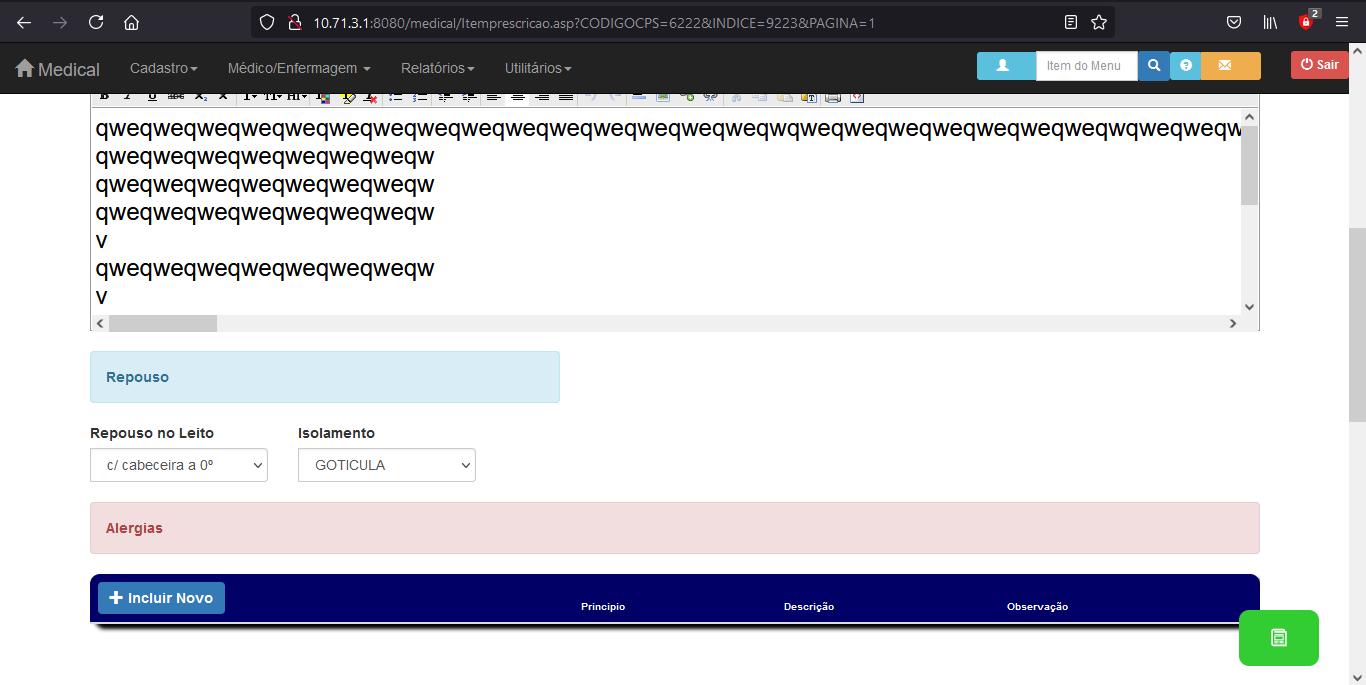 10.71.3.1:8080/medical/Itemprescricao.asp?CODIGOCPS=6222&INDICE=9223&PAGINA=1
2
Medical Cadastro Médico/Enfermagem Relatórios Utilitários Item do Menu Sair
qweqweqweqweqweqweqweqweqweqweqweqweqweqweqweqwqweqweqweqweqweqweqweqwqweqweqw
qweqweqweqweqweqweqweqw
qweqweqweqweqweqweqweqw
qweqweqweqweqweqweqweqw
v
qweqweqweqweqweqweqweqw
v
Repouso
Repouso no Leito Isolamento
c/ cabeceira a 0º GOTICULA
Alergias
Incluir Novo Principio Descrição Observação